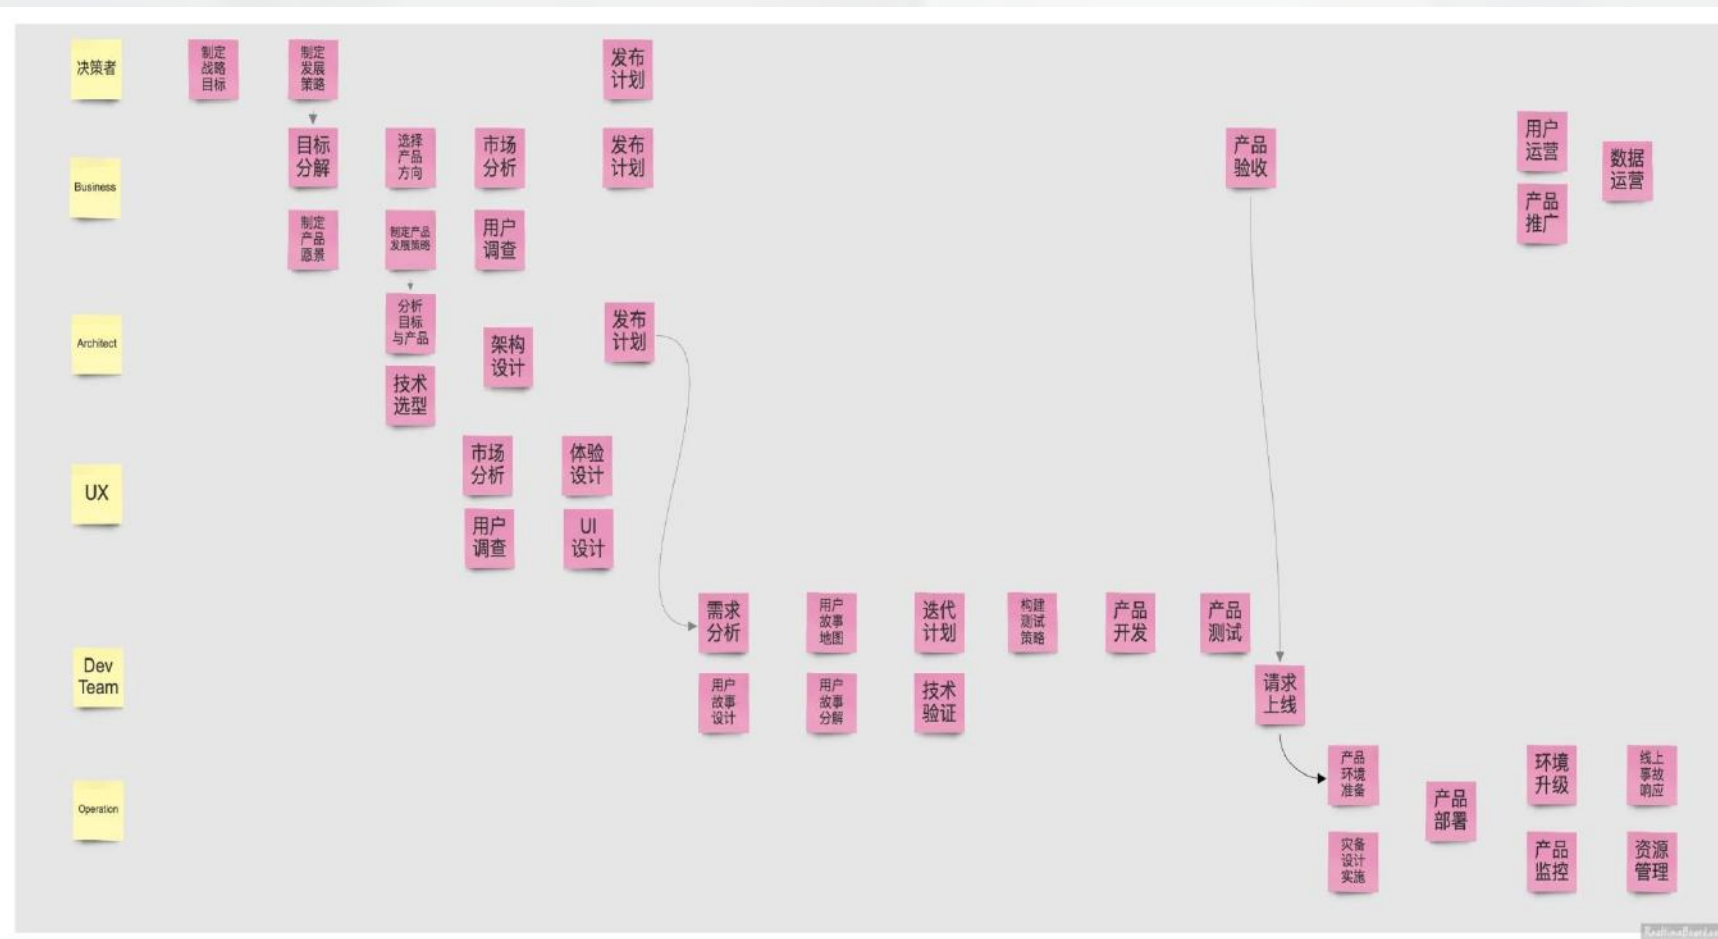 决策者
制定
战略
目标
制定
发展
策略
发布
计划
Business
目标
分解
选择
产品
方向
市场
分析
发布
计划
产品
验收
用户
运营
数据
运营
制定
产品
愿景
制定产品
发展策略
用户
调查
产品
推广
Architect
分析
目标
与产品
架构
设计
发布
计划
技术
选型
UX
市场
分析
体验
设计
用户
调查
UI
设计
Dev
Team
需求
分析
用户
故事
地图
迭代
计划
构建
测试
策略
产品
开发
产品
测试
用户
故事
设计
用户
故事
分解
技术
验证
请求
上线
Operation
产品
环境
准备
产品
部署
环境
升级
线上
事故
响应
灾备
设计
实施
产品
监控
资源
管理